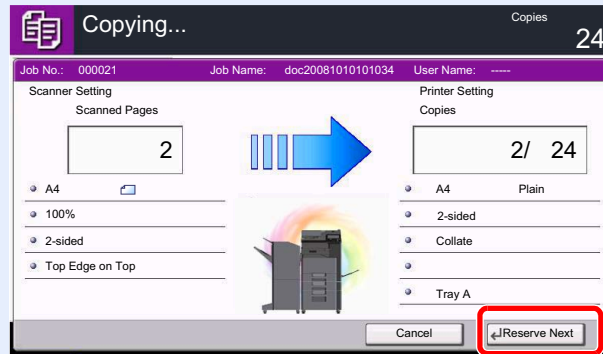 Copying...
Copies
24
Job No.: 000021 Job Name: doc20081010101034 User Name: -----
Scanner Setting
Printer Setting
Scanned Pages
Copies
2
2/ 24
A4
A4 Plain
100%
2-sided
2-sided
Collate
Top Edge on Top
Tray A
Cancel
Reserve Next